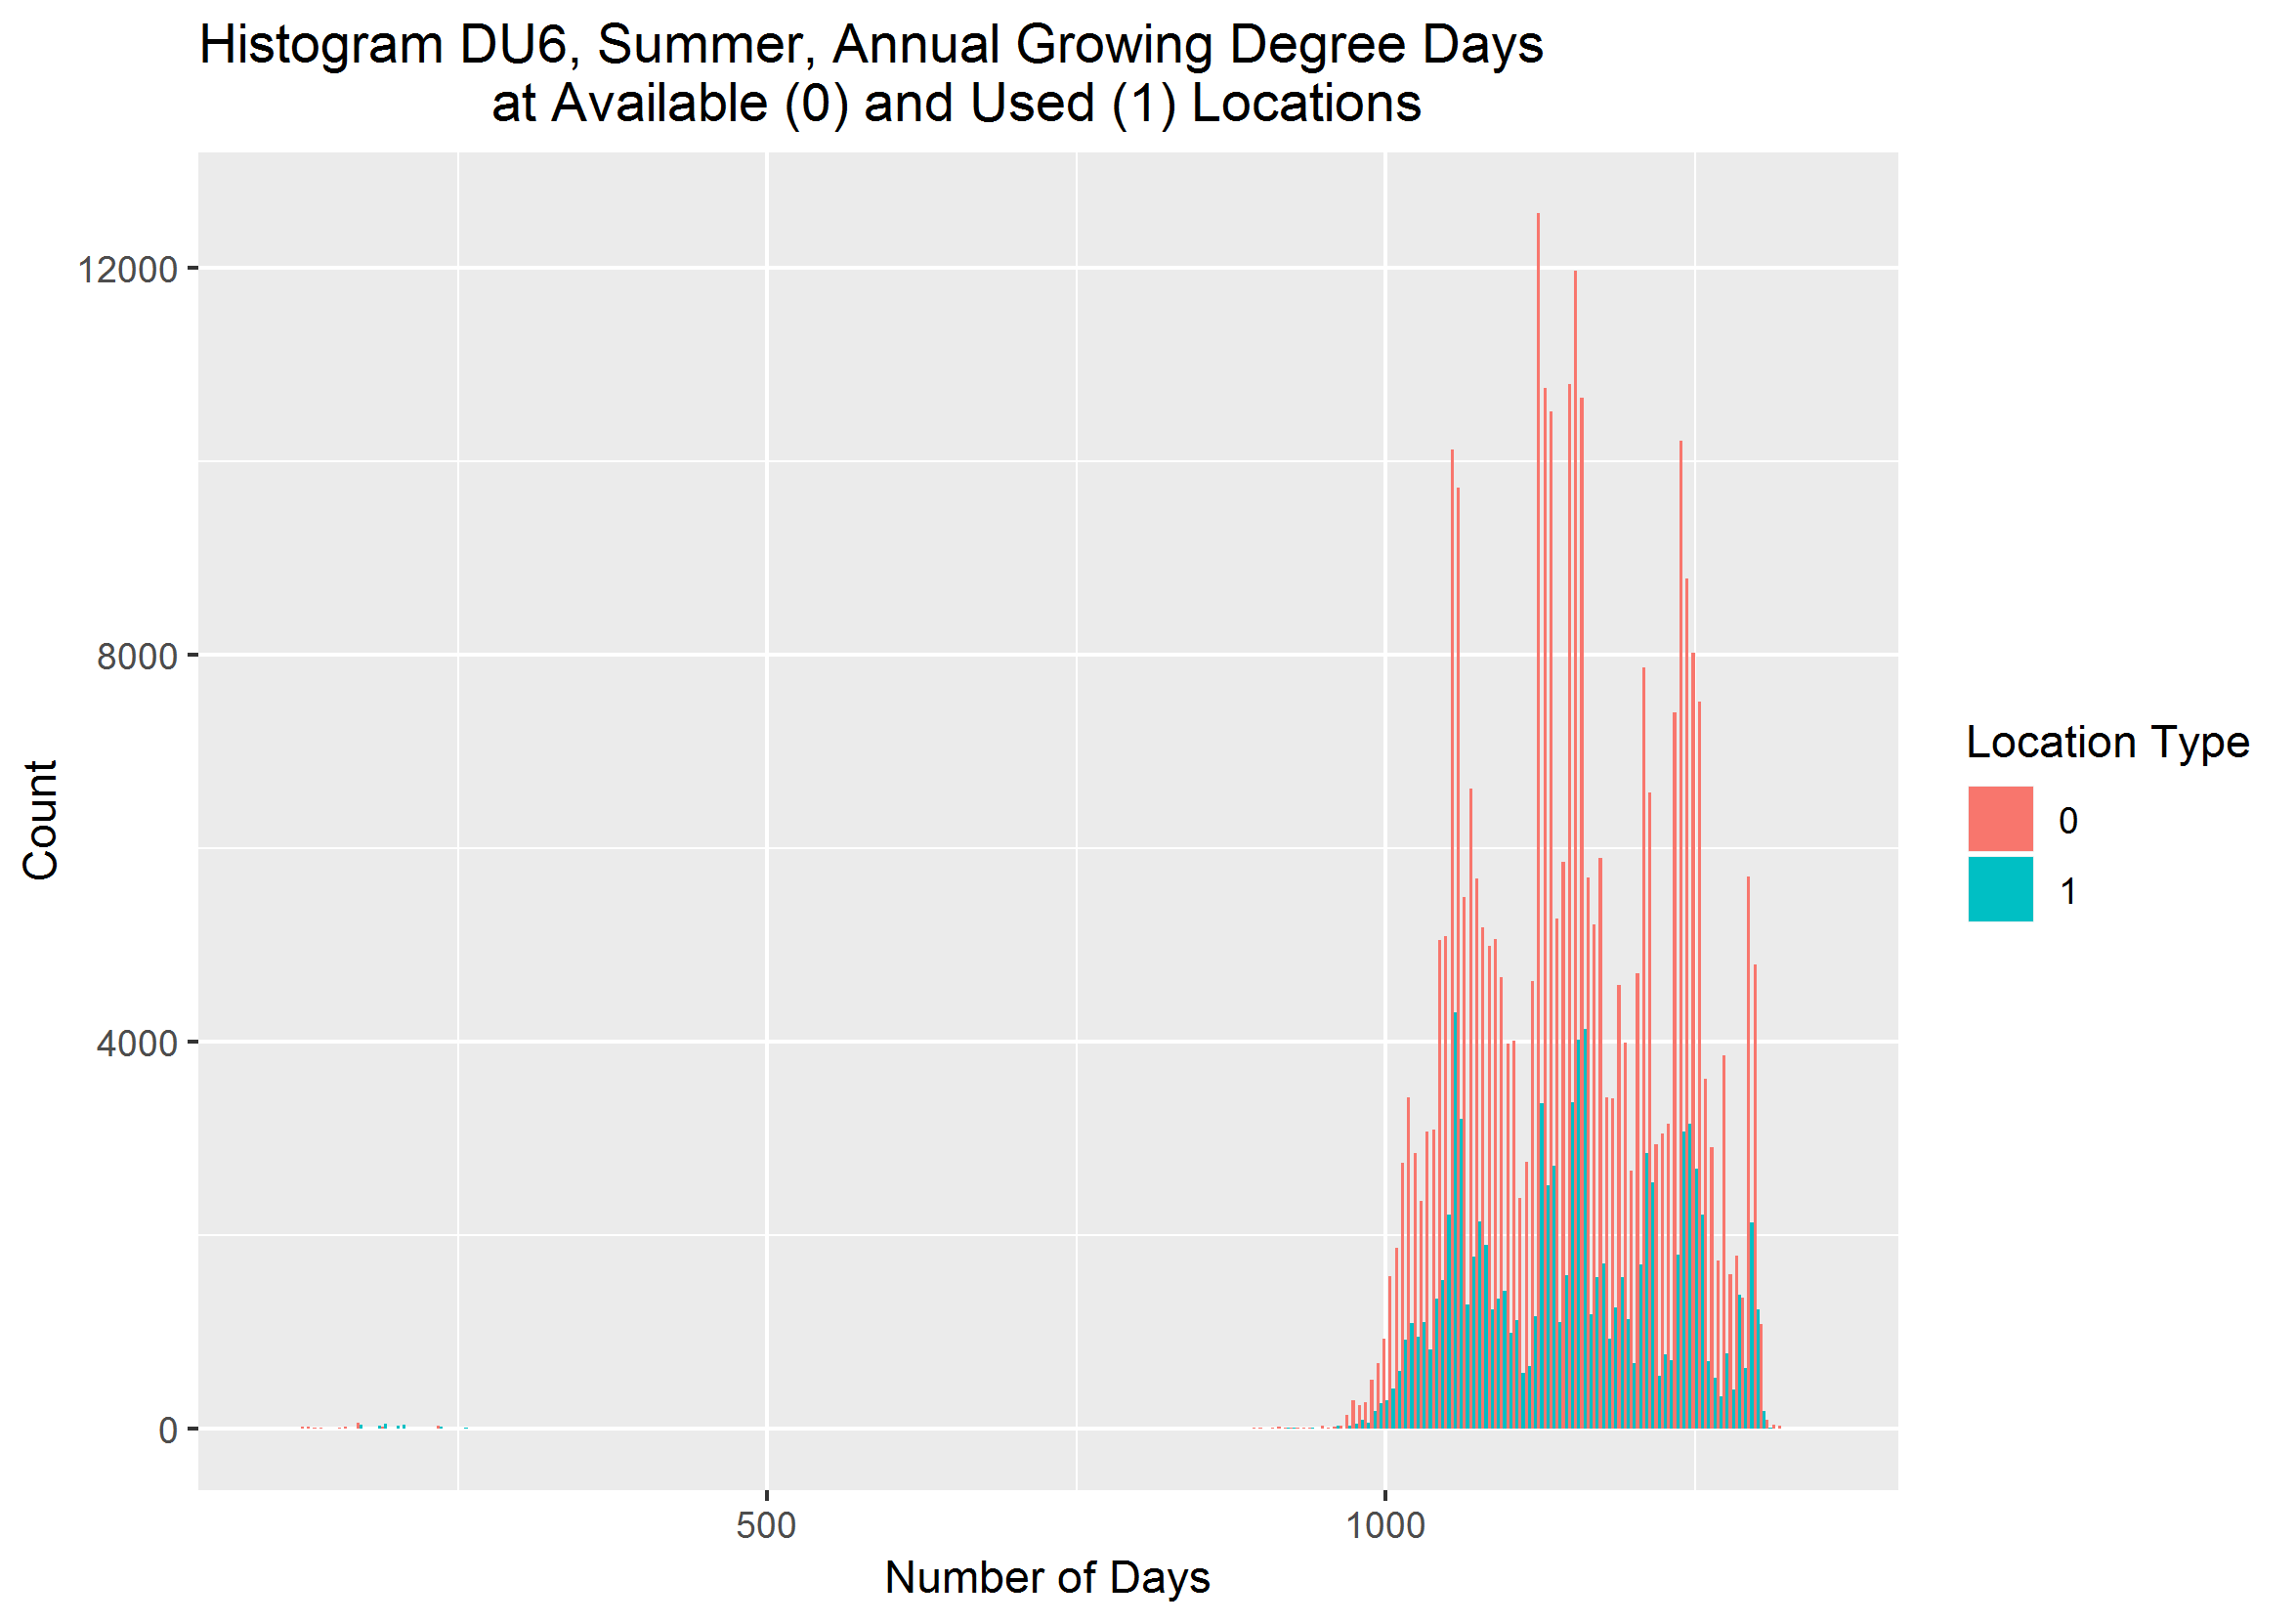 Histogram DU6, Summer, Annual Growing Degree Days
at Available (0) and Used (1) Locations
12000
8000
4000
0
Count
500
1000
Number of Days
Location Type
0
1